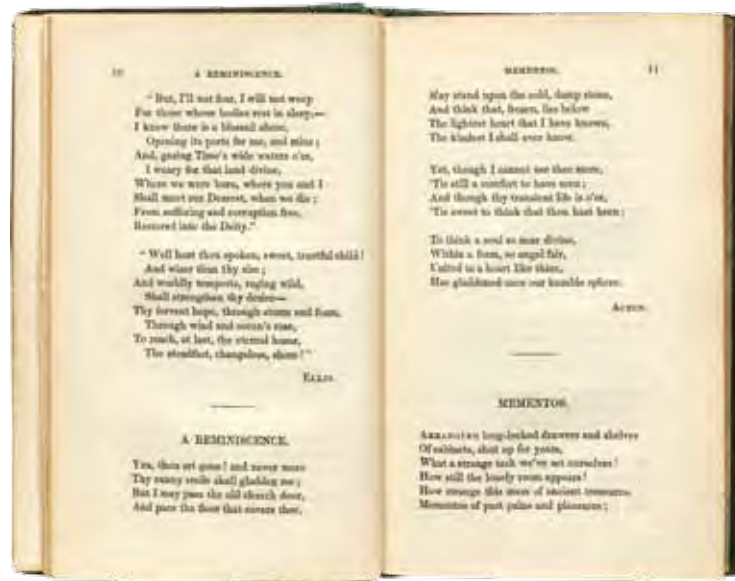 10
A REMINISCENCE.
"But, I'll not fear, I will not weep
For those whose bodies rest in sleep,—
I know there is a blessed shore,
Opening its ports for me, and mine;
And, gazing Time's wide waters o'er,
I weary for that land divine,
Where we were born, where you and I
Shall meet our Dearest, when we die;
From suffering and corruption free,
Restored into the Deity."
"Well hast thou spoken, sweet, trustful child!
And wiser than thy sire;
And worldly tempests, raging wild,
Shall strengthen thy desire—
Thy fervent hope, through storm and foam,
Through wind and ocean's roar,
To reach, at last, the eternal home,
The steadfast, changeless, shore!"
ELLIS.
A REMINISCENCE.
Yes, thou art gone! and never more
Thy sunny smile shall gladden me;
But I may pass the old church door,
And pace the floor that covers thee,
MEMENTOS.
11
May stand upon the cold, damp stone,
And think that, frozen, lies below
The lightest heart that I have known,
The kindest I shall ever know.
Yet, though I cannot see thee more,
'Tis still a comfort to have seen;
And though thy transient life is o'er,
'Tis sweet to think that thou hast been;
To think a soul so near divine,
Within a form, so angel fair,
United to a heart like thine,
Has gladdened once our humble sphere.
ACTON.
MEMENTOS.
ARRANGING long-locked drawers and shelves
Of cabinets, shut up for years,
What a strange task we've set ourselves!
How still the lonely room appears!
How strange this mass of ancient treasures,
Mementos of past pains and pleasures;